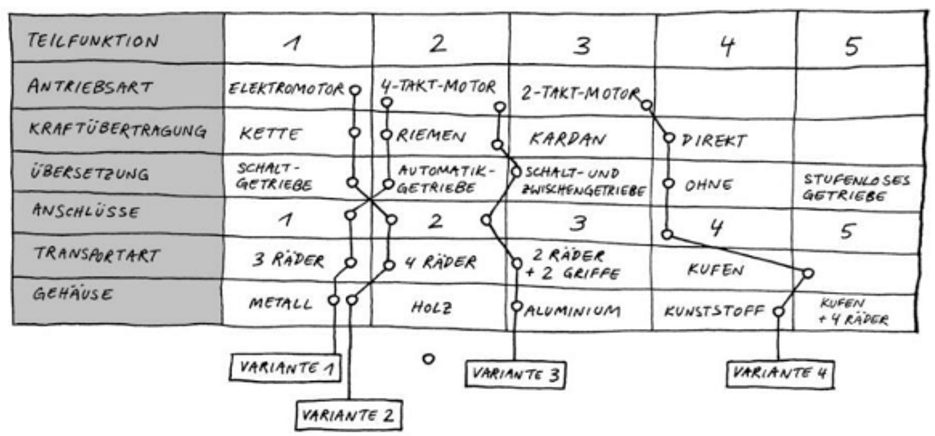 TEILFUNKTION 1 2 3 4 5
ANTRIEBSART ELEKTROMOTOR 4-TAKT-MOTOR 2-TAKT-MOTOR
KRAFTÜBERTRAGUNG KETTE RIEMEN KARDAN DIREKT
ÜBERSETZUNG SCHALT-
GETRIEBE AUTOMATIK-
GETRIEBE SCHALT- UND
ZWISCHENGETRIEBE OHNE STUFENLOSES
GETRIEBE
ANSCHLÜSSE 1 2 3 4 5
TRANSPORTART 3 RÄDER 4 RÄDER 2 RÄDER
+ 2 GRIFFE KUFEN
GEHÄUSE METALL HOLZ ALUMINIUM KUNSTSTOFF KUFEN
+ 4 RÄDER
VARIANTE 1
VARIANTE 3
VARIANTE 4
VARIANTE 2